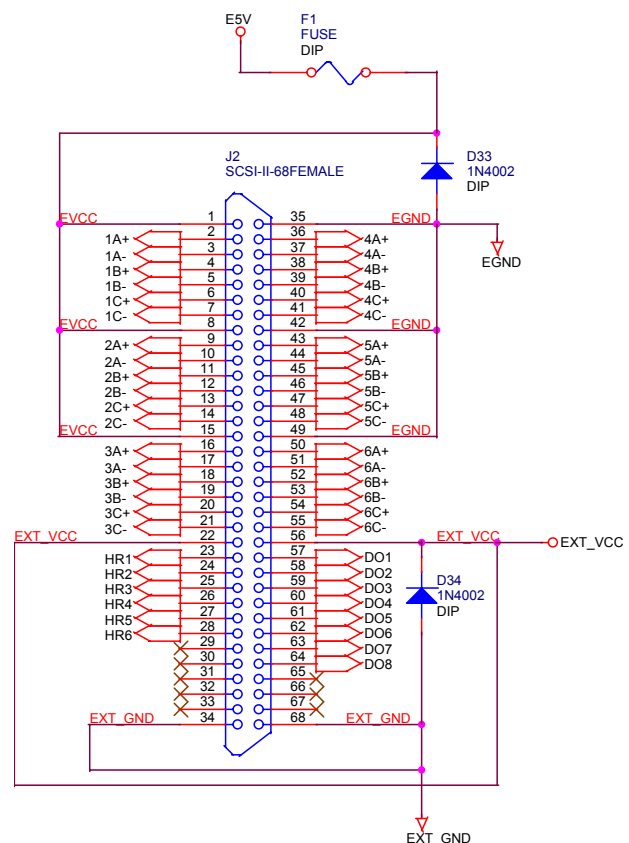 E5V
F1
FUSE
DIP
J2
SCSI-II-68FEMALE
D33
1N4002
DIP
EVCC 1 35 EGND
1A+ 2 36 4A+
1A- 3 37 4A-
1B+ 4 38 4B+
1B- 5 39 4B-
1C+ 6 40 4C+
1C- 7 41 4C-
EVCC 8 42 EGND
2A+ 9 43 5A+
2A- 10 44 5A-
2B+ 11 45 5B+
2B- 12 46 5B-
2C+ 13 47 5C+
2C- 14 48 5C-
EVCC 15 49 EGND
3A+ 16 50 6A+
3A- 17 51 6A-
3B+ 18 52 6B+
3B- 19 53 6B-
3C+ 20 54 6C+
3C- 21 55 6C-
EXT_VCC 22 56 EXT_VCC EXT_VCC
HR1 23 57 DO1
HR2 24 58 DO2
HR3 25 59 DO3
HR4 26 60 DO4
HR5 27 61 DO5
HR6 28 62 DO6
29 63 DO7
30 64 DO8
31 65
32 66
33 67
EXT_GND 34 68 EXT_GND
EGND
D34
1N4002
DIP
EXT_GND